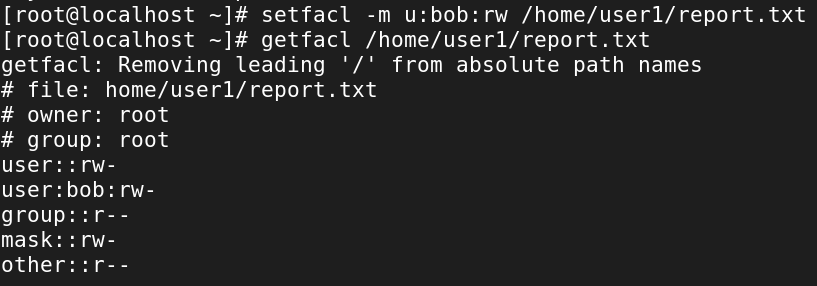 [root@localhost ~]# setfacl -m u:bob:rw /home/user1/report.txt
[root@localhost ~]# getfacl /home/user1/report.txt
getfacl: Removing leading '/' from absolute path names
# file: home/user1/report.txt
# owner: root
# group: root
user::rw-
user:bob:rw-
group::r--
mask::rw-
other::r--